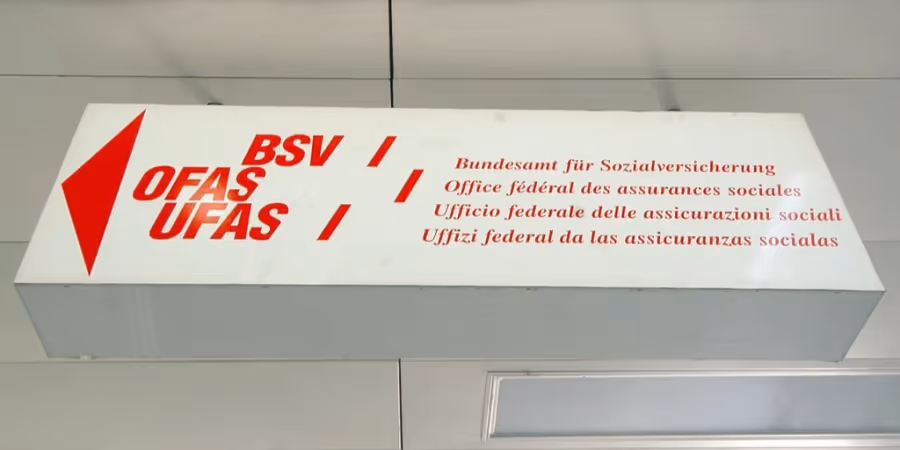 BSV /
OFAS /
UFAS /
Bundesamt für Sozialversicherung
Office fédéral des assurances sociales
Ufficio federale delle assicurazioni sociali
Uffizi federal da las assicuranzas socialas